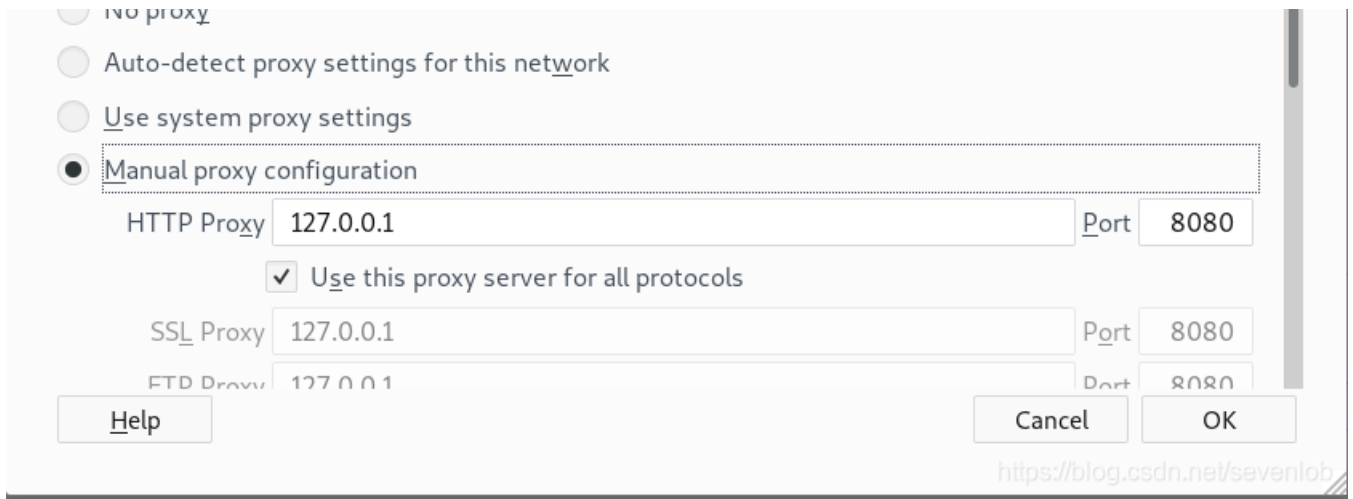 No proxy
Auto-detect proxy settings for this network
Use system proxy settings
Manual proxy configuration
HTTP Proxy 127.0.0.1 Port 8080
Use this proxy server for all protocols
SSL Proxy 127.0.0.1 Port 8080
FTP Proxy 127.0.0.1 Port 8080
Help Cancel OK
https://blog.csdn.net/sevenlob